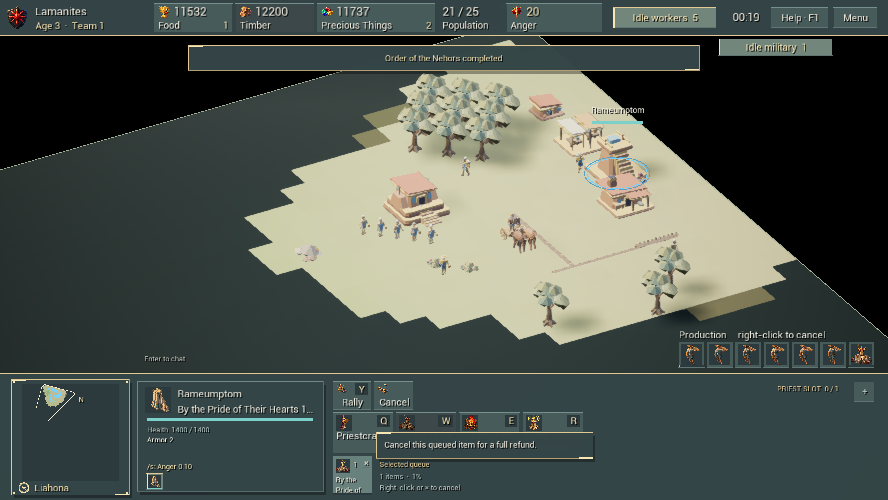 Lamanites
Age 3 · Team 1
11532
Food 1
12200
Timber
11737
Precious Things 2
21 / 25
Population
20
Anger
Idle workers 5
00:19
Help · F1
Menu
Idle military 1
Order of the Nehors completed
Rameumptom
Enter to chat
Production right-click to cancel
N
Liahona
Rameumptom
By the Pride of Their Hearts 1...
Health 1400 / 1400
Armor 2
/s: Anger 0.10
Y
Rally
Cancel
Q
W
E
R
Priestcra
Cancel this queued item for a full refund.
1 ×
By the
Pride of
Selected queue
1 items · 1%
Right-click or × to cancel
PRIEST SLOT 0 / 1
+